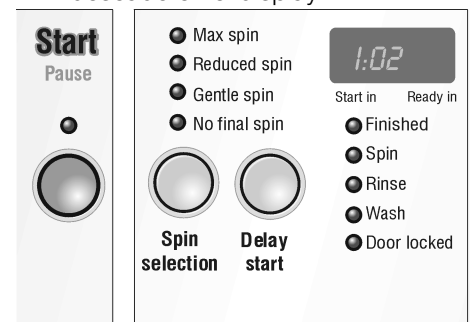 Start
Pause
Max spin
Reduced spin
Gentle spin
No final spin
Spin
selection
Delay
start
1:02
Start in Ready in
Finished
Spin
Rinse
Wash
Door locked